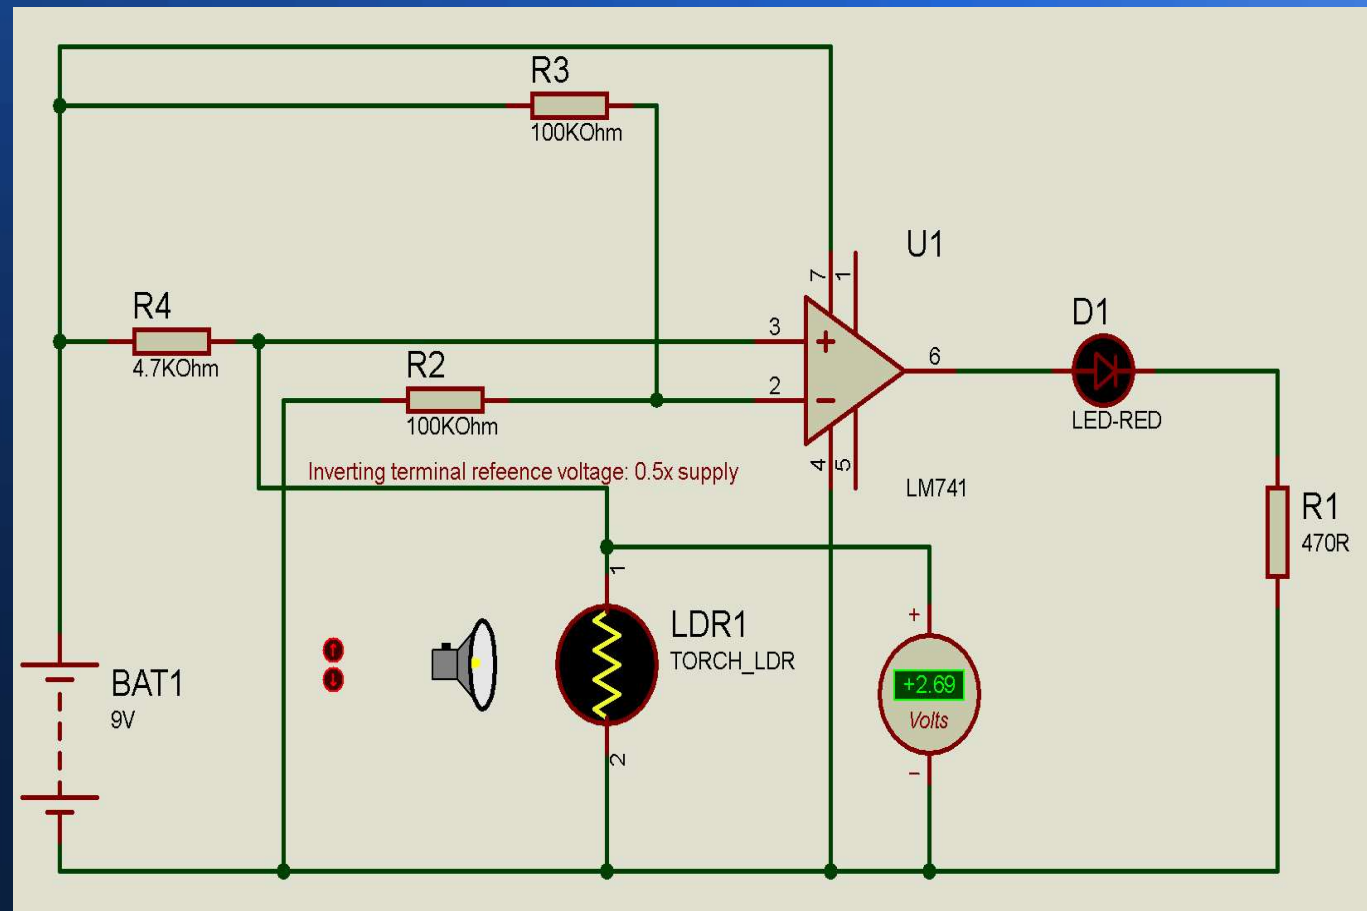 R3
100KOhm
U1
7
1
R4
4.7KOhm
3
D1
R2
100KOhm
2
6
LED-RED
4
5
Inverting terminal refeence voltage: 0.5x supply
LM741
R1
470R
1
LDR1
TORCH_LDR
+
+2.69
Volts
−
BAT1
9V
2